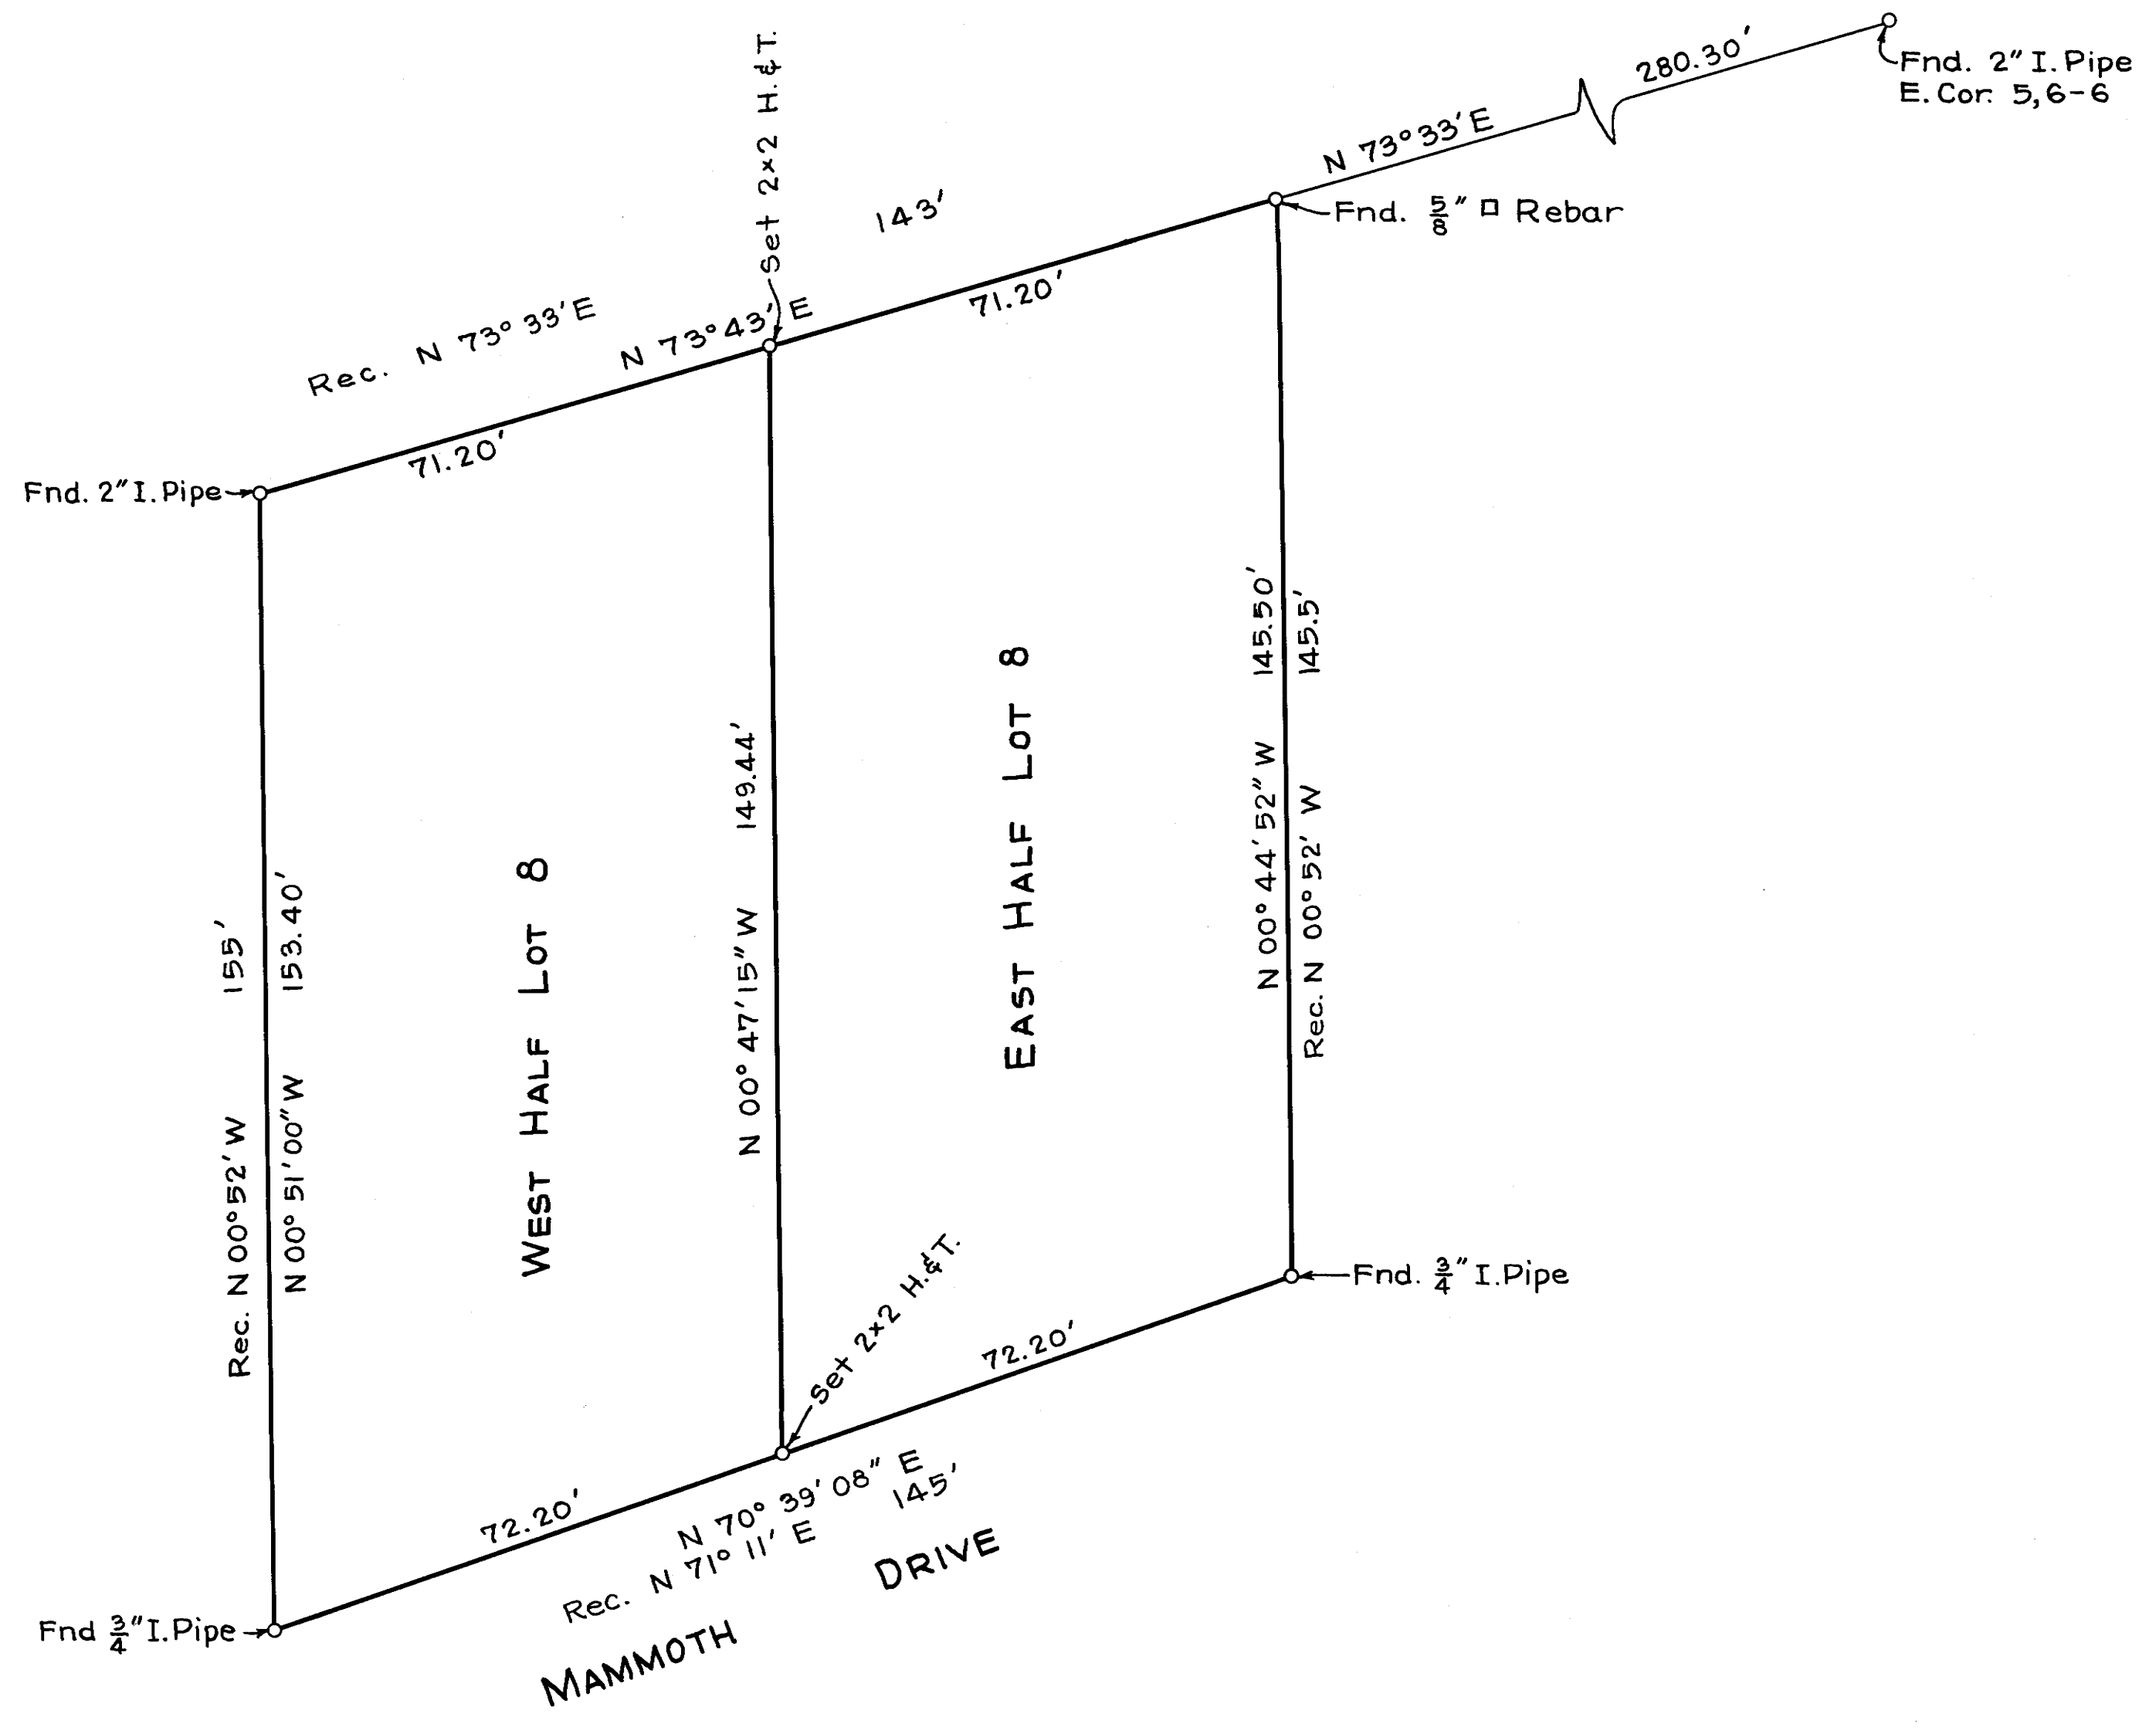 280.30'
Fnd. 2" I. Pipe
E. Cor. 5,6-6
N 73°33'E
Set 2x2 H.&T.
143'
Fnd. 5/8" □ Rebar
Rec. N 73° 33'E
N 73°43' E
71.20'
71.20'
Fnd. 2" I. Pipe
Rec. N 00°52' W 155'
N 00° 51' 00" W 153.40'
WEST HALF LOT 8
N 00° 47' 15" W 149.44'
EAST HALF LOT 8
N 00° 44' 52" W 145.50'
Rec. N 00° 52' W 145.5'
Fnd. 3/4" I. Pipe
Set 2x2 H.&T.
72.20'
72.20'
N 70° 39' 08" E
145'
Rec. N 71° 11' E
Fnd 3/4" I. Pipe
MAMMOTH DRIVE